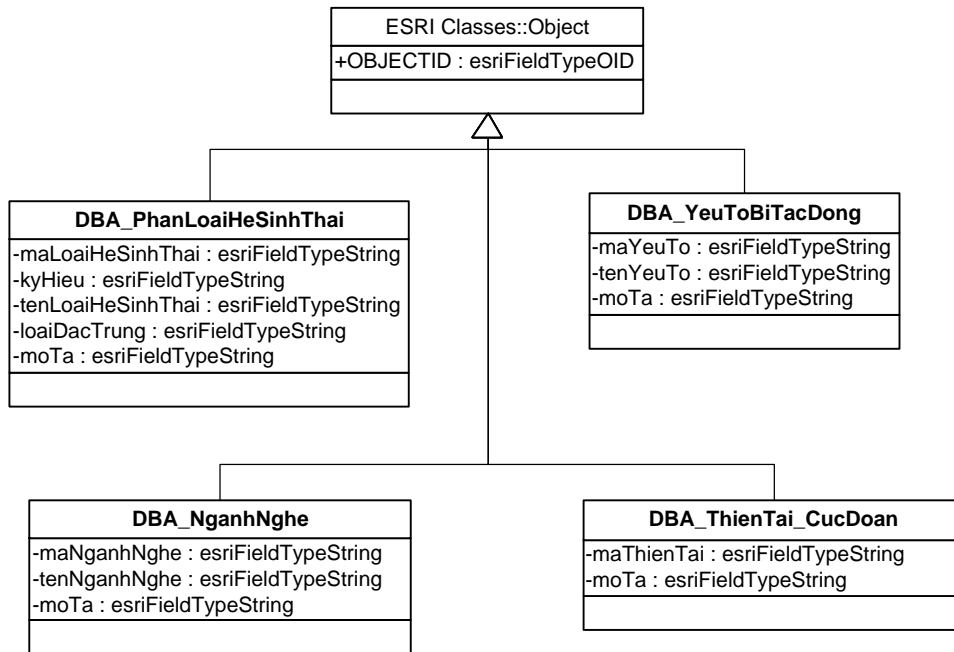 ESRI Classes::Object
+OBJECTID : esriFieldTypeOID
DBA_PhanLoaiHeSinhThai
-maLoaiHeSinhThai : esriFieldTypeString
-kyHieu : esriFieldTypeString
-tenLoaiHeSinhThai : esriFieldTypeString
-loaiDacTrung : esriFieldTypeString
-moTa : esriFieldTypeString
DBA_YeuToBiTacDong
-maYeuTo : esriFieldTypeString
-tenYeuTo : esriFieldTypeString
-moTa : esriFieldTypeString
DBA_NganhNghe
-maNganhNghe : esriFieldTypeString
-tenNganhNghe : esriFieldTypeString
-moTa : esriFieldTypeString
DBA_ThienTai_CucDoan
-maThienTai : esriFieldTypeString
-moTa : esriFieldTypeString